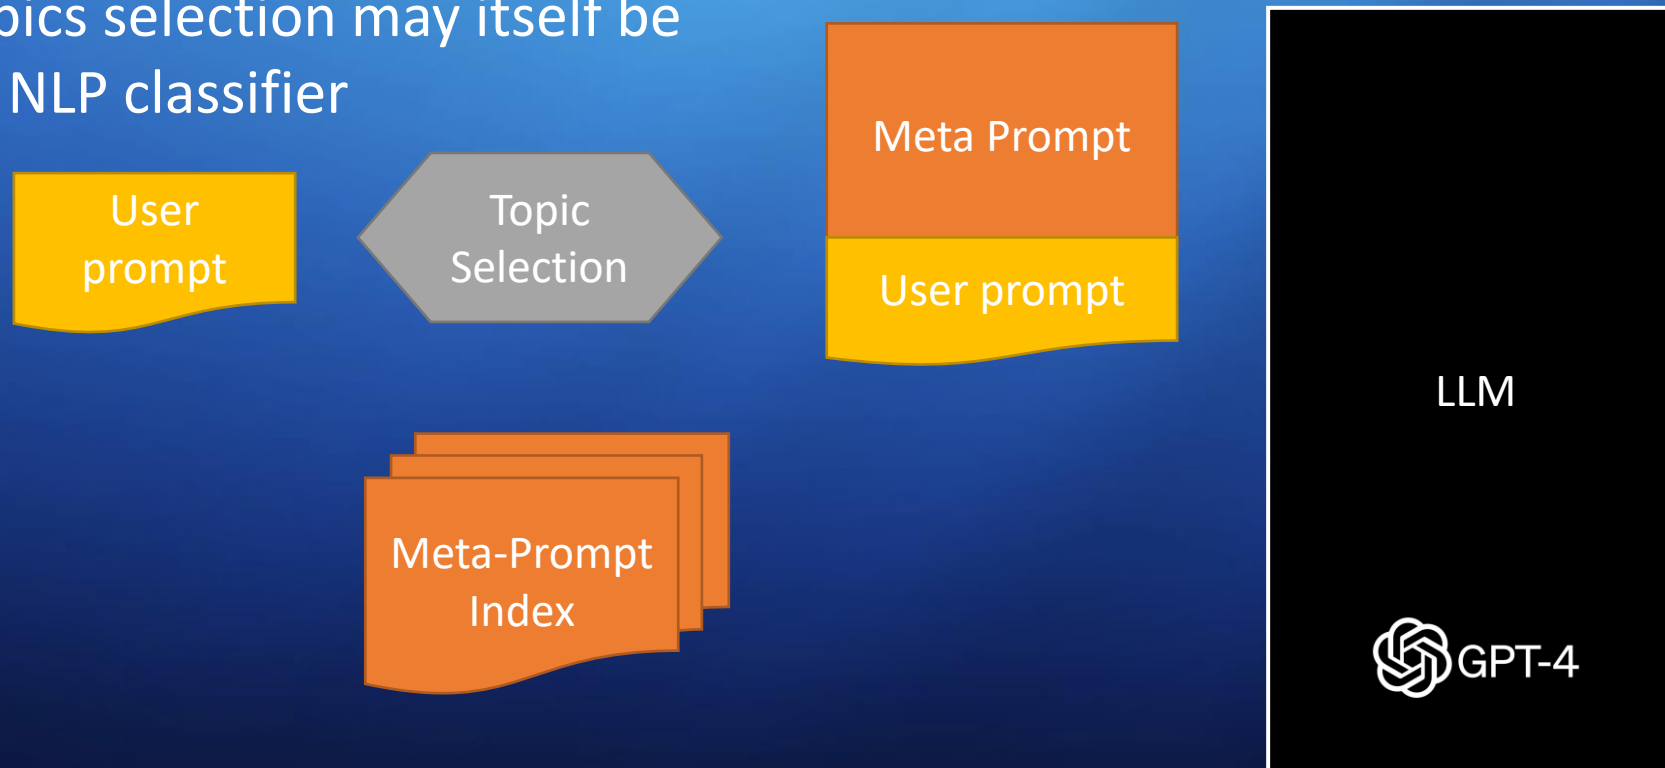 pics selection may itself be
NLP classifier
User
prompt
Topic
Selection
Meta Prompt
User prompt
Meta-Prompt
Index
LLM
GPT-4